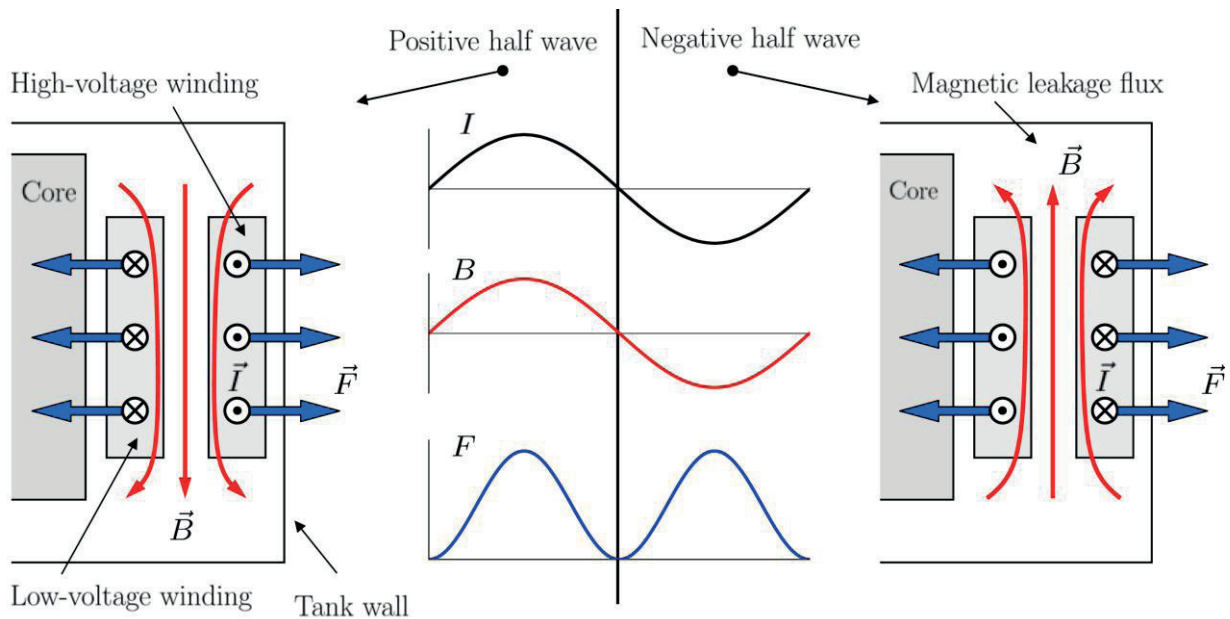 Positive half wave
Negative half wave
High-voltage winding
Magnetic leakage flux
Core
I
B⃗
Core
B
I⃗
F⃗
I⃗
F⃗
F
B⃗
Low-voltage winding
Tank wall